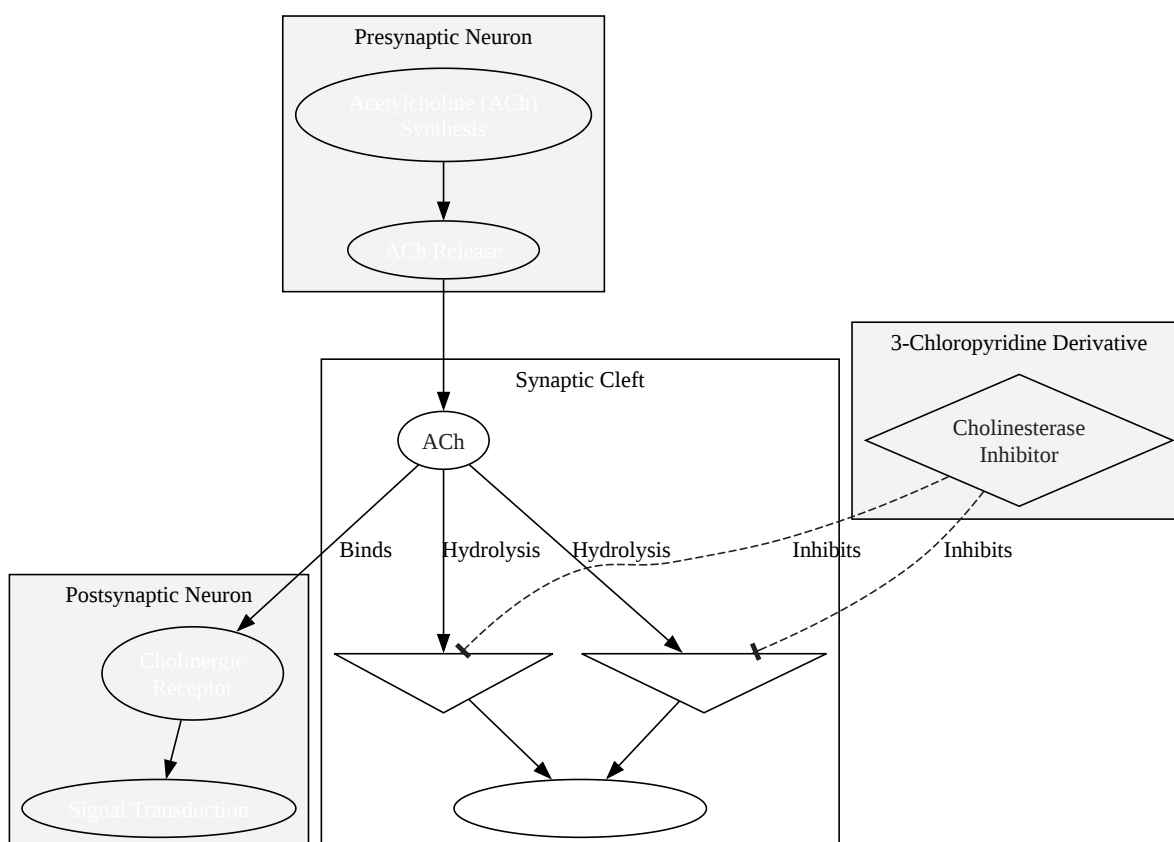 Presynaptic Neuron
Acetylcholine (ACh)
Synthesis
ACh Release
3-Chloropyridine Derivative
Cholinesterase
Inhibitor
Synaptic Cleft
ACh
Binds
Hydrolysis
Hydrolysis
Inhibits
Inhibits
Postsynaptic Neuron
Cholinergic
Receptor
Signal Transduction